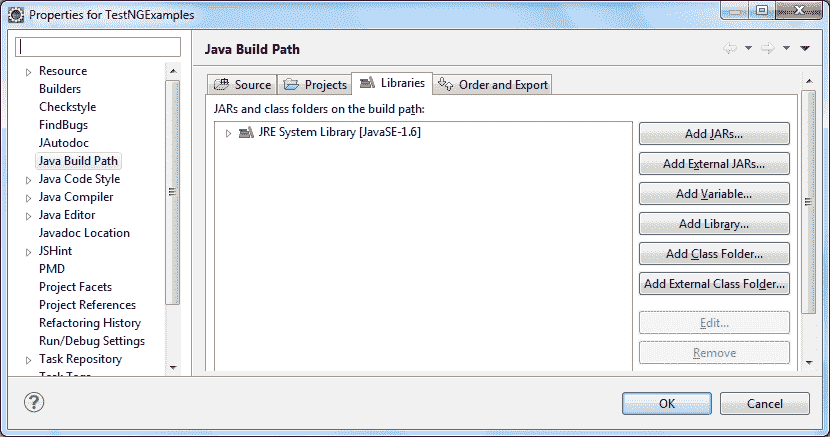 Properties for TestNGExamples
Java Build Path
Resource
Builders
Checkstyle
FindBugs
JAutodoc
Java Build Path
Java Code Style
Java Compiler
Java Editor
Javadoc Location
JSHint
PMD
Project Facets
Project References
Refactoring History
Run/Debug Settings
Task Repository
Task Tags
Source
Projects
Libraries
Order and Export
JARs and class folders on the build path:
JRE System Library [JavaSE-1.6]
Add JARs...
Add External JARs...
Add Variable...
Add Library...
Add Class Folder...
Add External Class Folder...
Edit...
Remove
?
OK
Cancel